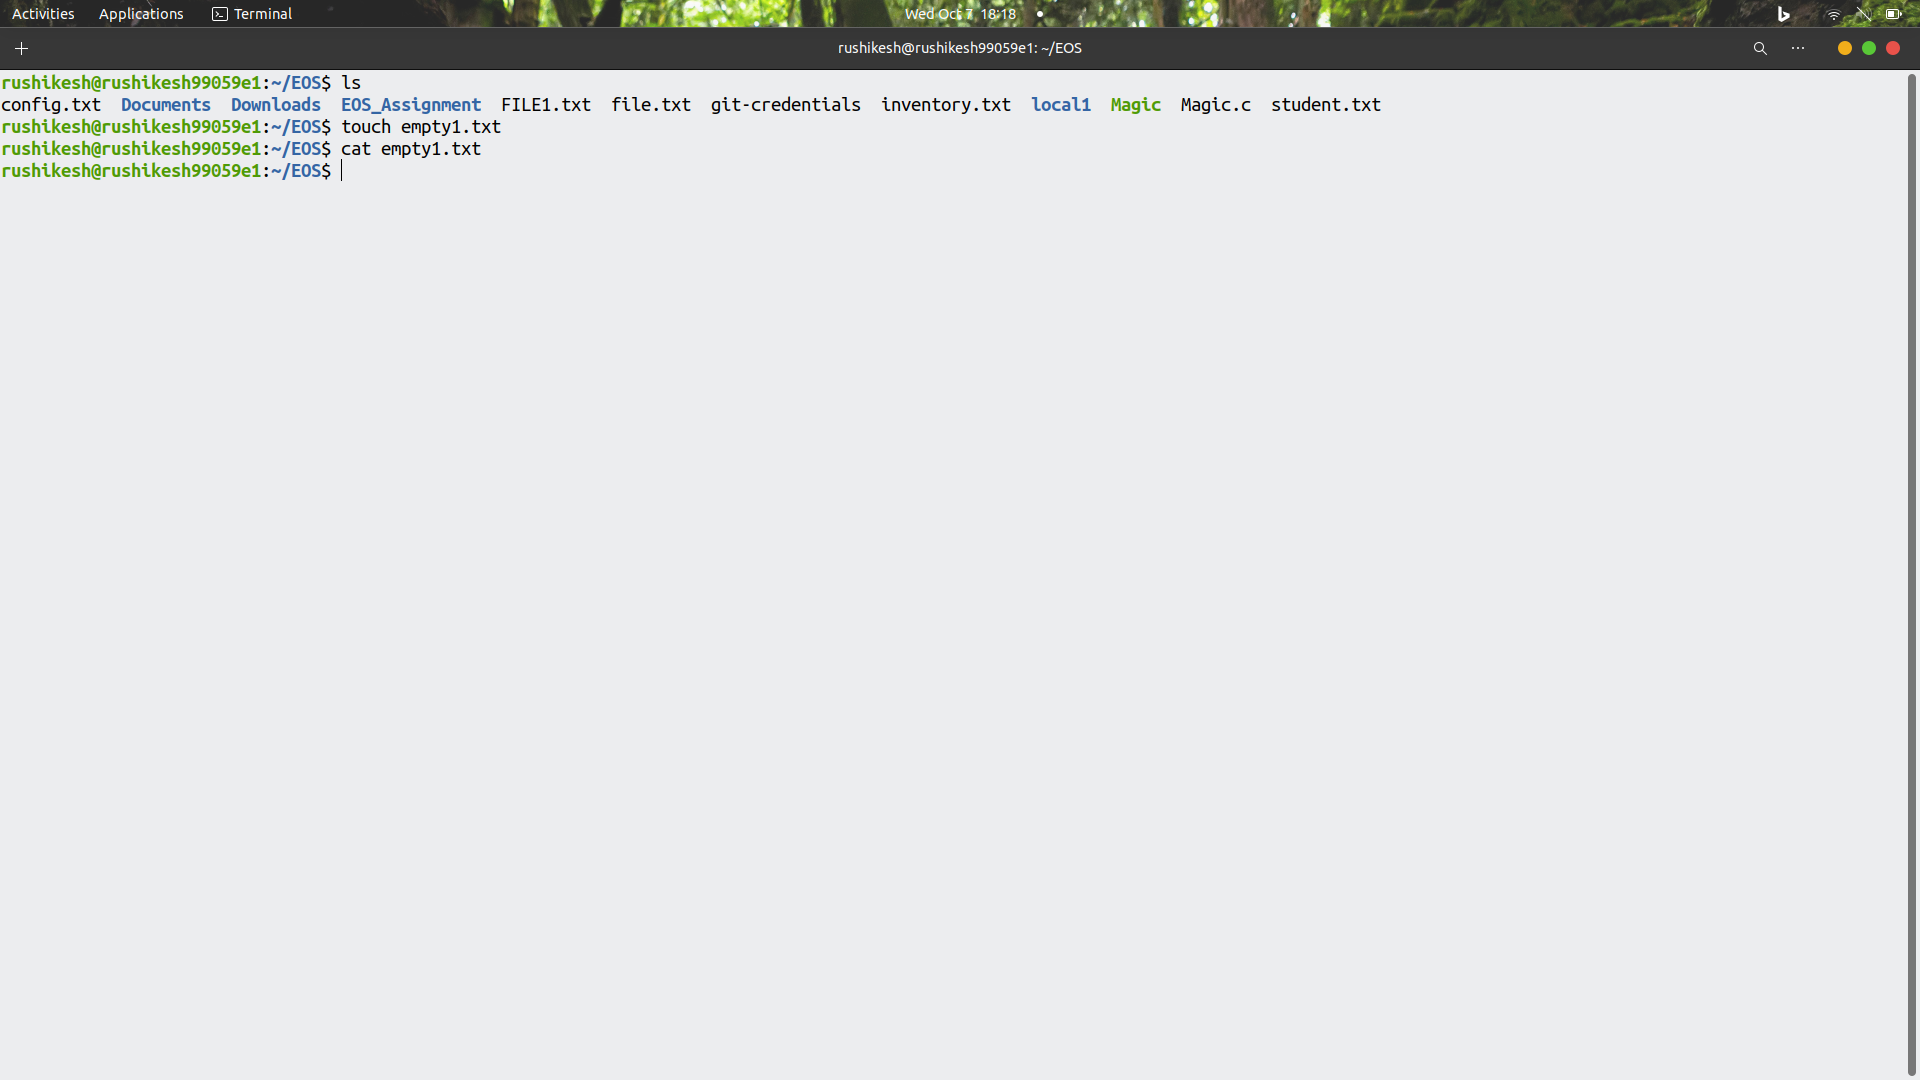 Activities Applications Terminal Wed Oct 7 18:18
rushikesh@rushikesh99059e1: ~/EOS
rushikesh@rushikesh99059e1:~/EOS$ ls
config.txt Documents Downloads EOS_Assignment FILE1.txt file.txt git-credentials inventory.txt local1 Magic Magic.c student.txt
rushikesh@rushikesh99059e1:~/EOS$ touch empty1.txt
rushikesh@rushikesh99059e1:~/EOS$ cat empty1.txt
rushikesh@rushikesh99059e1:~/EOS$